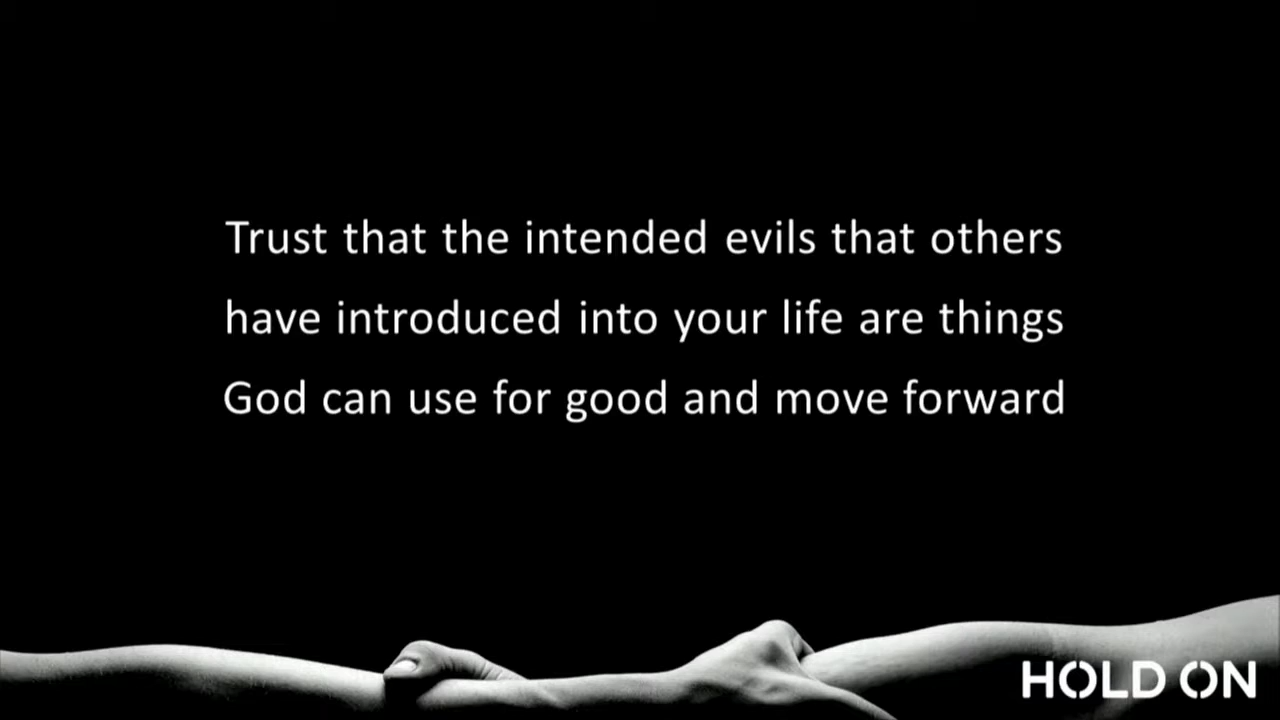 Trust that the intended evils that others
have introduced into your life are things
God can use for good and move forward
HOLD ON